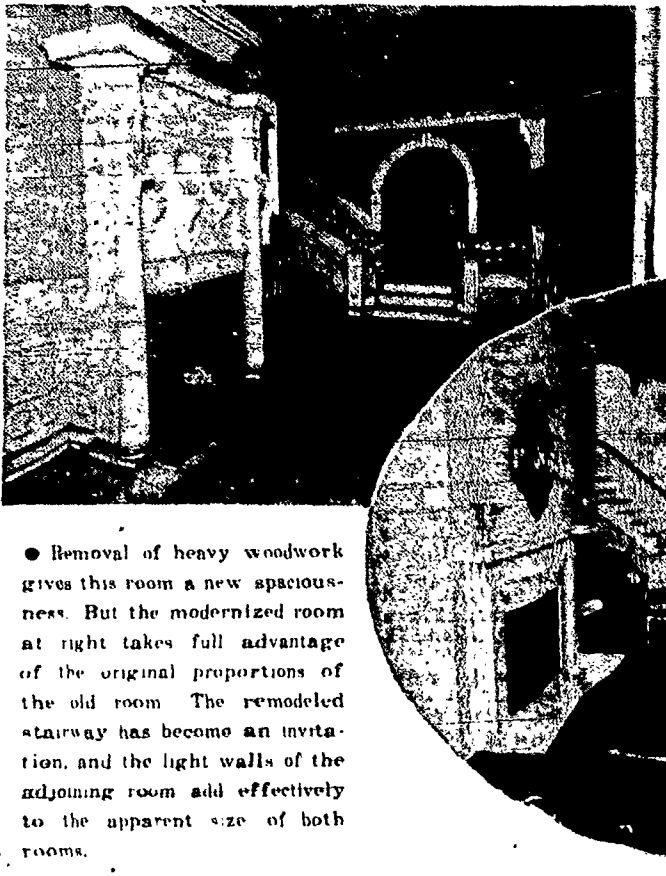 ● Removal of heavy woodwork
gives this room a new spacious-
ness. But the modernized room
at right takes full advantage
of the original proportions of
the old room The remodeled
stairway has become an invita-
tion, and the light walls of the
adjoining room add effectively
to the apparent size of both
rooms.